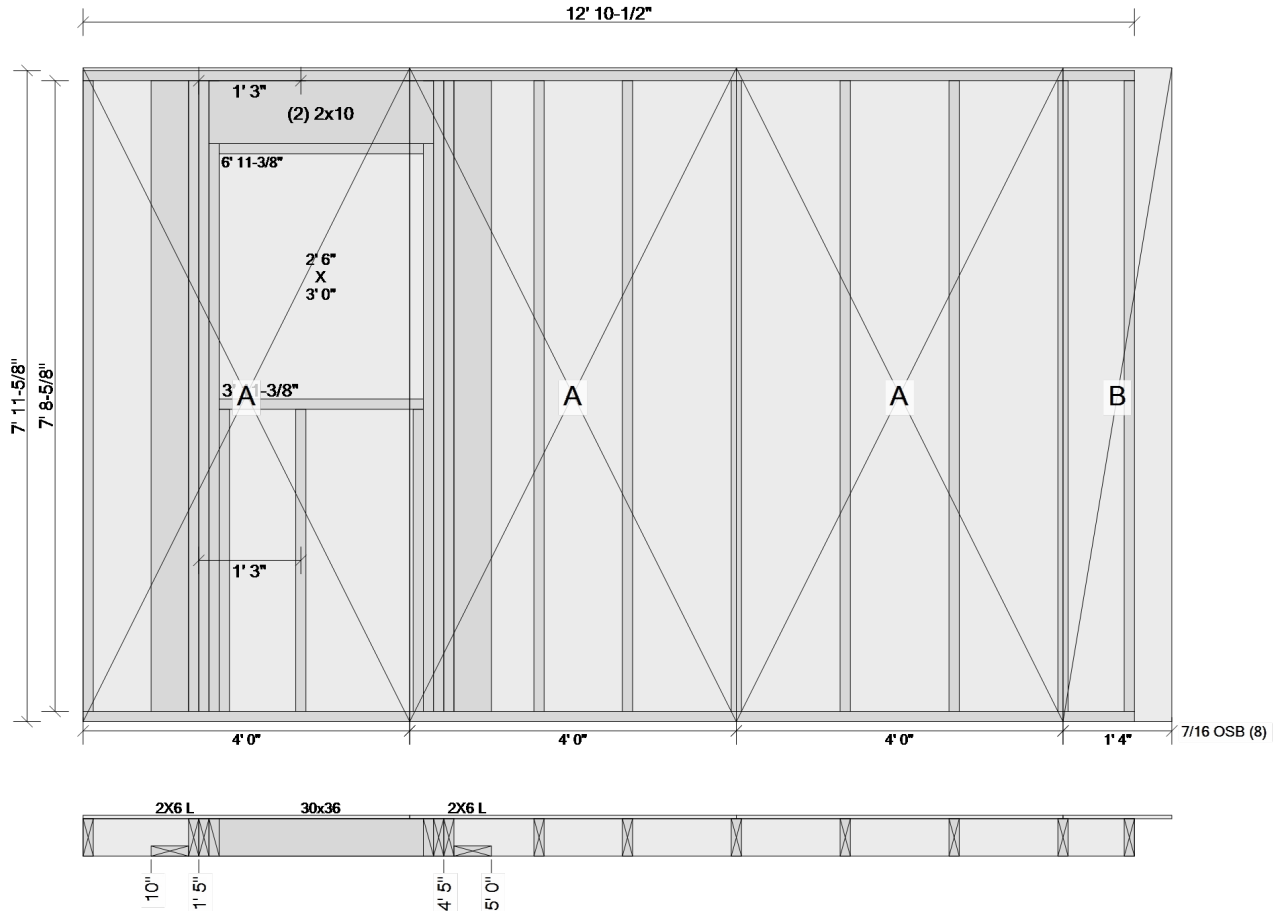 12' 10-1/2"
1' 3"
(2) 2x10
6' 11-3/8"
2' 6"
X
3' 0"
7' 11-5/8"
7' 8-5/8"
A
A
A
B
1' 3"
4' 0"
4' 0"
4' 0"
1' 4"
7/16 OSB (8)
2X6 L
30x36
2X6 L
10"
1' 5"
4' 5"
5' 0"